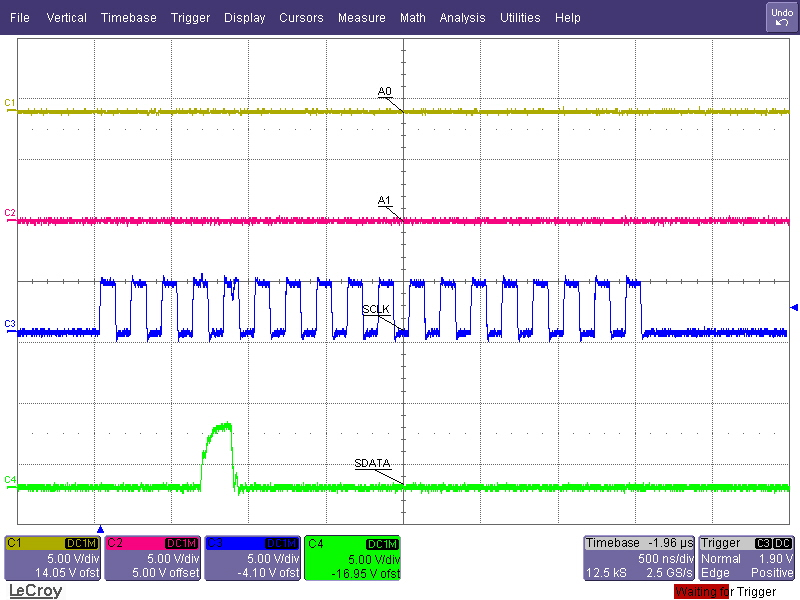 File Vertical Timebase Trigger Display Cursors Measure Math Analysis Utilities Help Undo
C1
A0
C2
A1
C3
SCLK
C4
SDATA
C1 DC1M C2 DC1M C3 DC1M C4 DC1M Timebase -1.96 µs Trigger C3 DC
5.00 V/div 5.00 V/div 5.00 V/div 5.00 V/div 500 ns/div Normal 1.90 V
14.05 V ofst 5.00 V offset -4.10 V ofst -16.95 V ofst 12.5 kS 2.5 GS/s Edge Positive
LeCroy Waiting for Trigger